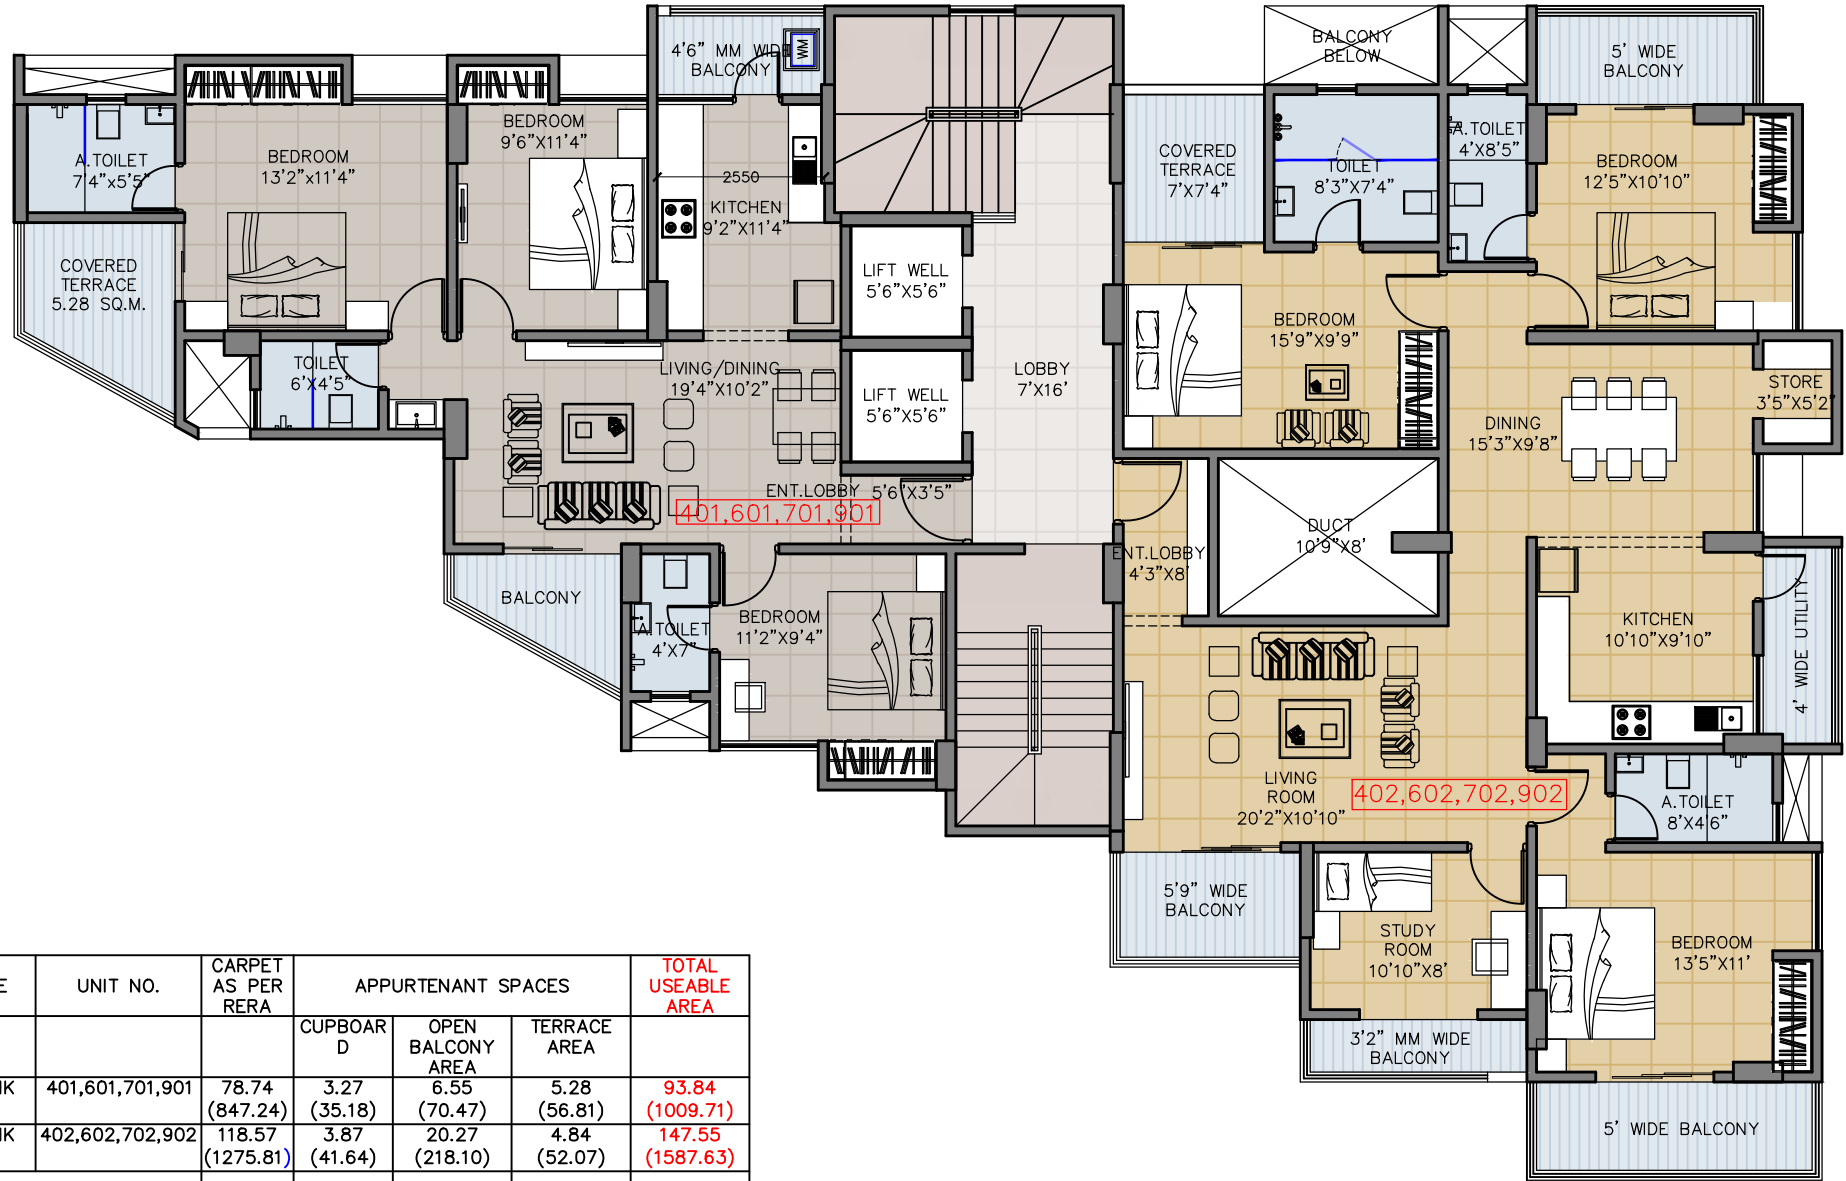 4'6" MM WIDE
BALCONY
WM
BALCONY
BELOW
5' WIDE
BALCONY
A.TOILET
7'4"x5'5"
BEDROOM
13'2"x11'4"
BEDROOM
9'6"X11'4"
2550
KITCHEN
9'2"X11'4"
COVERED
TERRACE
5.28 SQ.M.
TOILET
6'X4'5"
LIVING/DINING
19'4"X10'2"
LIFT WELL
5'6"X5'6"
LIFT WELL
5'6"X5'6"
LOBBY
7'X16'
ENT.LOBBY 5'6"X3'5"
401,601,701,901
BALCONY
A.TOILET
4'X7'
BEDROOM
11'2"X9'4"
COVERED
TERRACE
7'X7'4"
TOILET
8'3"X7'4"
A.TOILET
4'X8'5"
BEDROOM
12'5"X10'10"
BEDROOM
15'9"X9'9"
STORE
3'5"X5'2"
DINING
15'3"X9'8"
DUCT
10'9"X8'
ENT.LOBBY
4'3"X8'
KITCHEN
10'10"X9'10"
4' WIDE UTILITY
LIVING
ROOM
20'2"X10'10"
402,602,702,902
A.TOILET
8'X4'6"
5'9" WIDE
BALCONY
STUDY
ROOM
10'10"X8'
BEDROOM
13'5"X11'
3'2" MM WIDE
BALCONY
5' WIDE BALCONY
E UNIT NO. CARPET AS PER RERA APPURTENANT SPACES TOTAL USEABLE AREA
CUPBOAR D OPEN BALCONY AREA TERRACE AREA
HK 401,601,701,901 78.74 3.27 6.55 5.28 93.84
(847.24) (35.18) (70.47) (56.81) (1009.71)
HK 402,602,702,902 118.57 3.87 20.27 4.84 147.55
(1275.81) (41.64) (218.10) (52.07) (1587.63)